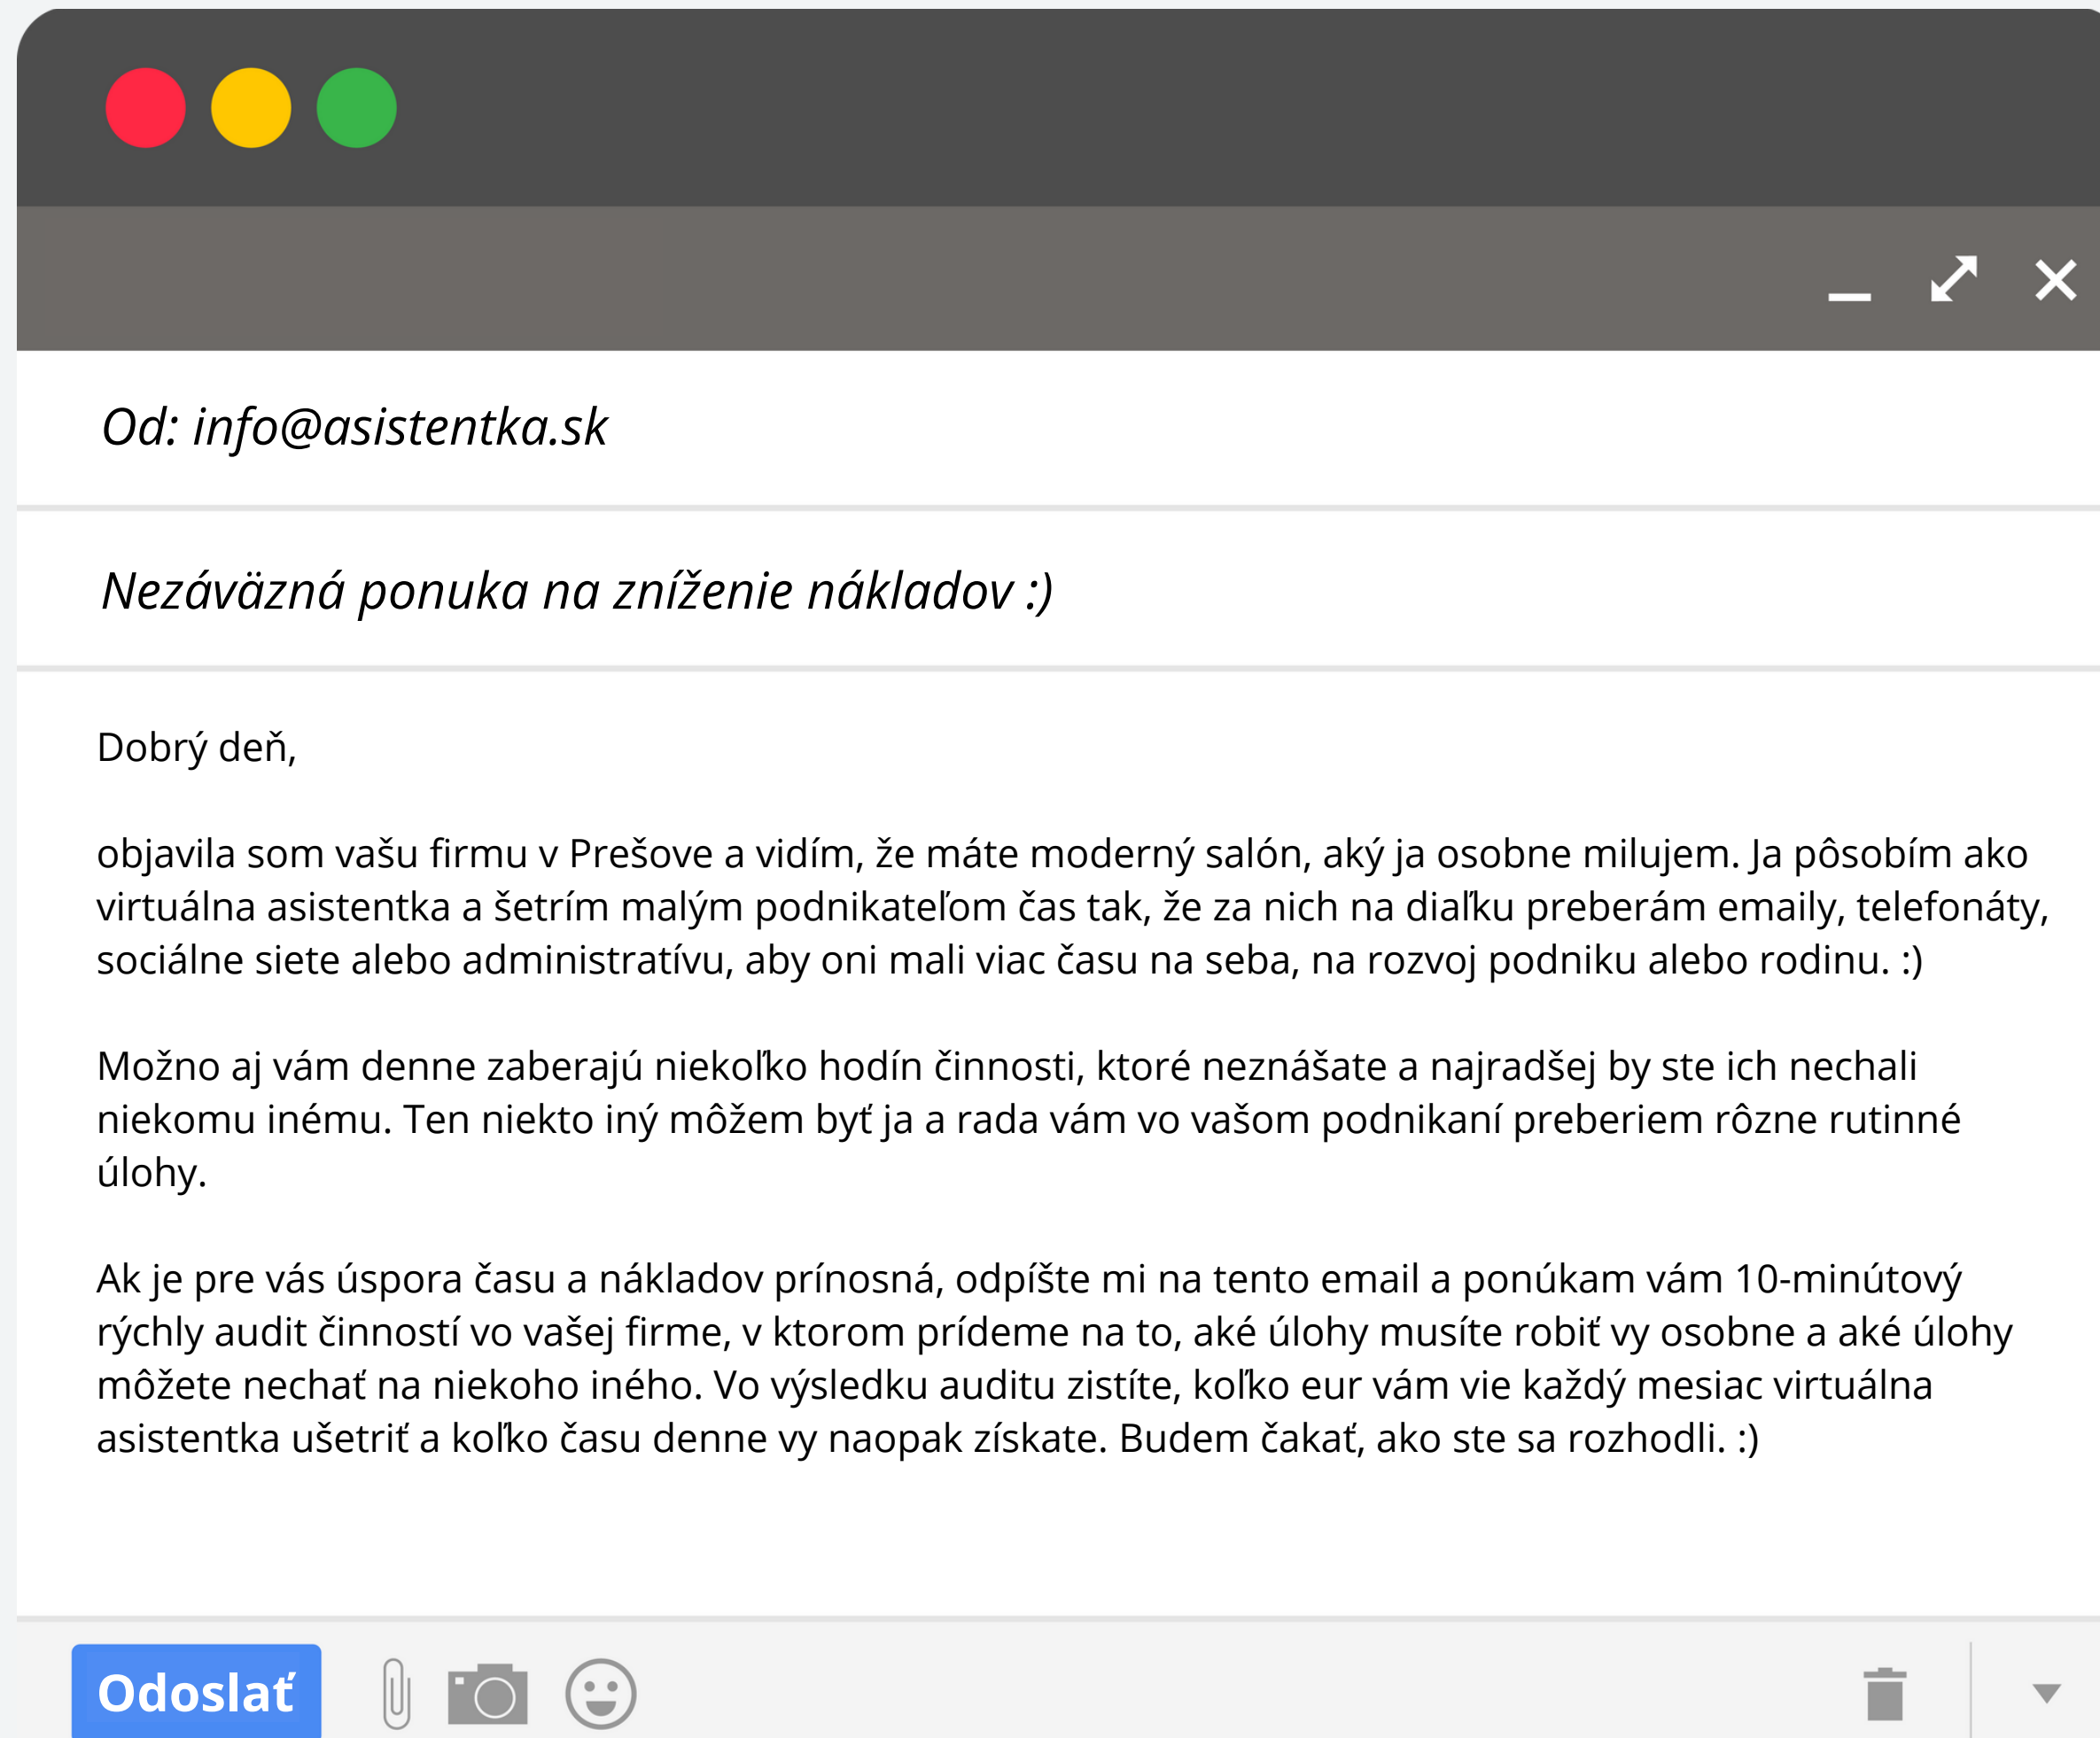 Od: info@asistentka.sk
Nezáväzná ponuka na zníženie nákladov :)
Dobrý deň,
objavila som vašu firmu v Prešove a vidím, že máte moderný salón, aký ja osobne milujem. Ja pôsobím ako
virtuálna asistentka a šetrím malým podnikateľom čas tak, že za nich na diaľku preberám emaily, telefonáty,
sociálne siete alebo administratívu, aby oni mali viac času na seba, na rozvoj podniku alebo rodinu. :)
Možno aj vám denne zaberajú niekoľko hodín činnosti, ktoré neznášate a najradšej by ste ich nechali
niekomu inému. Ten niekto iný môžem byť ja a rada vám vo vašom podnikaní preberiem rôzne rutinné
úlohy.
Ak je pre vás úspora času a nákladov prínosná, odpíšte mi na tento email a ponúkam vám 10-minútový
rýchly audit činností vo vašej firme, v ktorom prídeme na to, aké úlohy musíte robiť vy osobne a aké úlohy
môžete nechať na niekoho iného. Vo výsledku auditu zistíte, koľko eur vám vie každý mesiac virtuálna
asistentka ušetriť a koľko času denne vy naopak získate. Budem čakať, ako ste sa rozhodli. :)
Odoslať